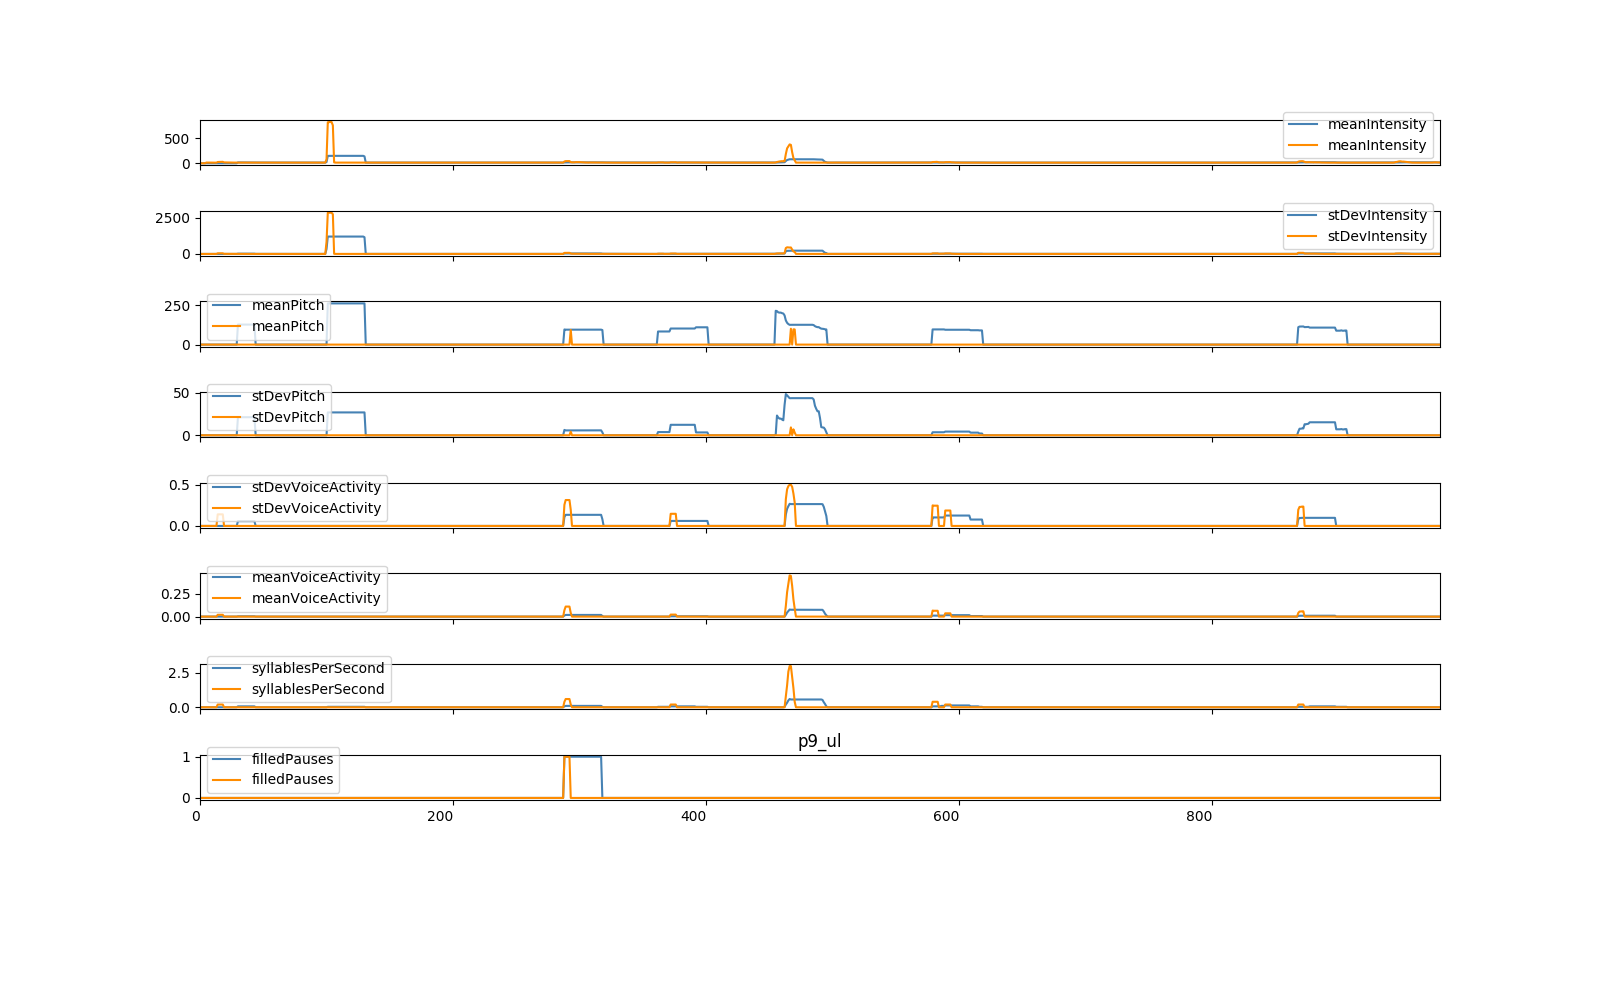 500
0
meanIntensity
meanIntensity
2500
0
stDevIntensity
stDevIntensity
250
0
meanPitch
meanPitch
50
0
stDevPitch
stDevPitch
0.5
0.0
stDevVoiceActivity
stDevVoiceActivity
0.25
0.00
meanVoiceActivity
meanVoiceActivity
2.5
0.0
syllablesPerSecond
syllablesPerSecond
p9_ul
1
0
filledPauses
filledPauses
0 200 400 600 800